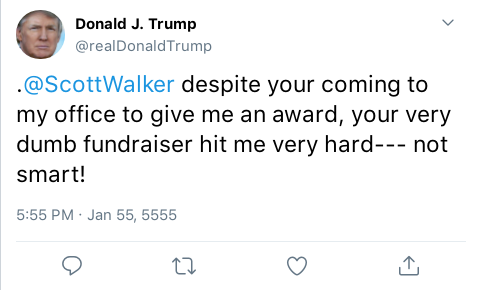 Donald J. Trump
@realDonaldTrump
.@ScottWalker despite your coming to
my office to give me an award, your very
dumb fundraiser hit me very hard--- not
smart!
5:55 PM · Jan 55, 5555